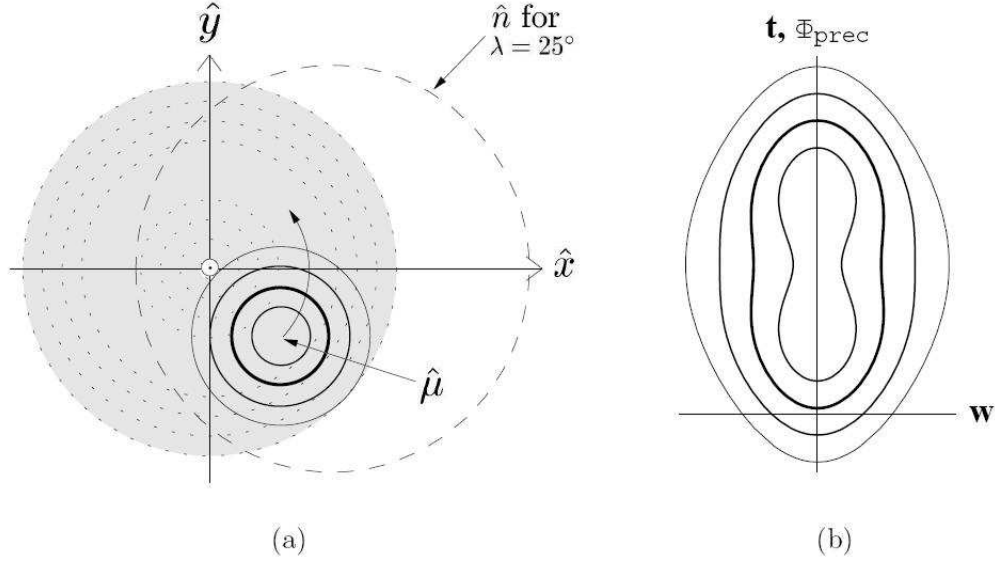 ŷ
n̂ for
λ = 25°
x̂
μ̂
(a)
t, Φprec
w
(b)